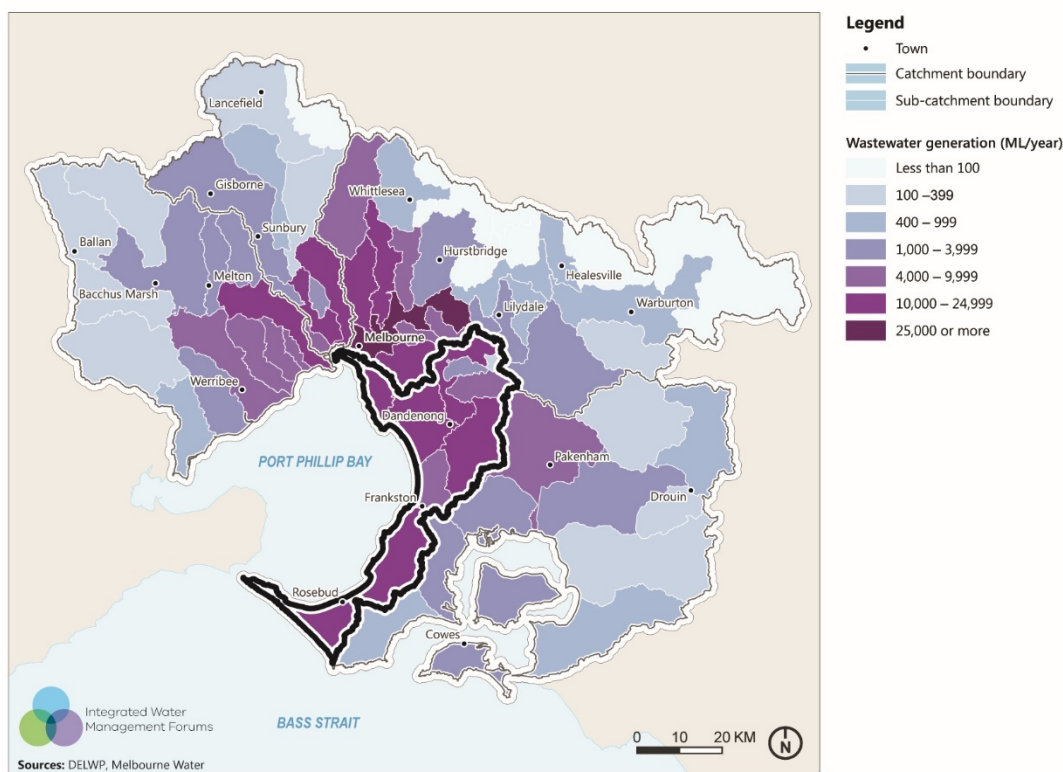 Lancefield
Gisborne
Whittlesea
Sunbury
Ballan
Hurstbridge
Healesville
Melton
Bacchus Marsh
Lilydale
Warburton
Melbourne
Werribee
Dandenong
PORT PHILLIP BAY
Pakenham
Drouin
Frankston
Rosebud
Cowes
BASS STRAIT
Integrated Water
Management Forums
Sources: DELWP, Melbourne Water
0 10 20 KM
N
Legend
Town
Catchment boundary
Sub-catchment boundary
Wastewater generation (ML/year)
Less than 100
100 –399
400 – 999
1,000 – 3,999
4,000 – 9,999
10,000 – 24,999
25,000 or more